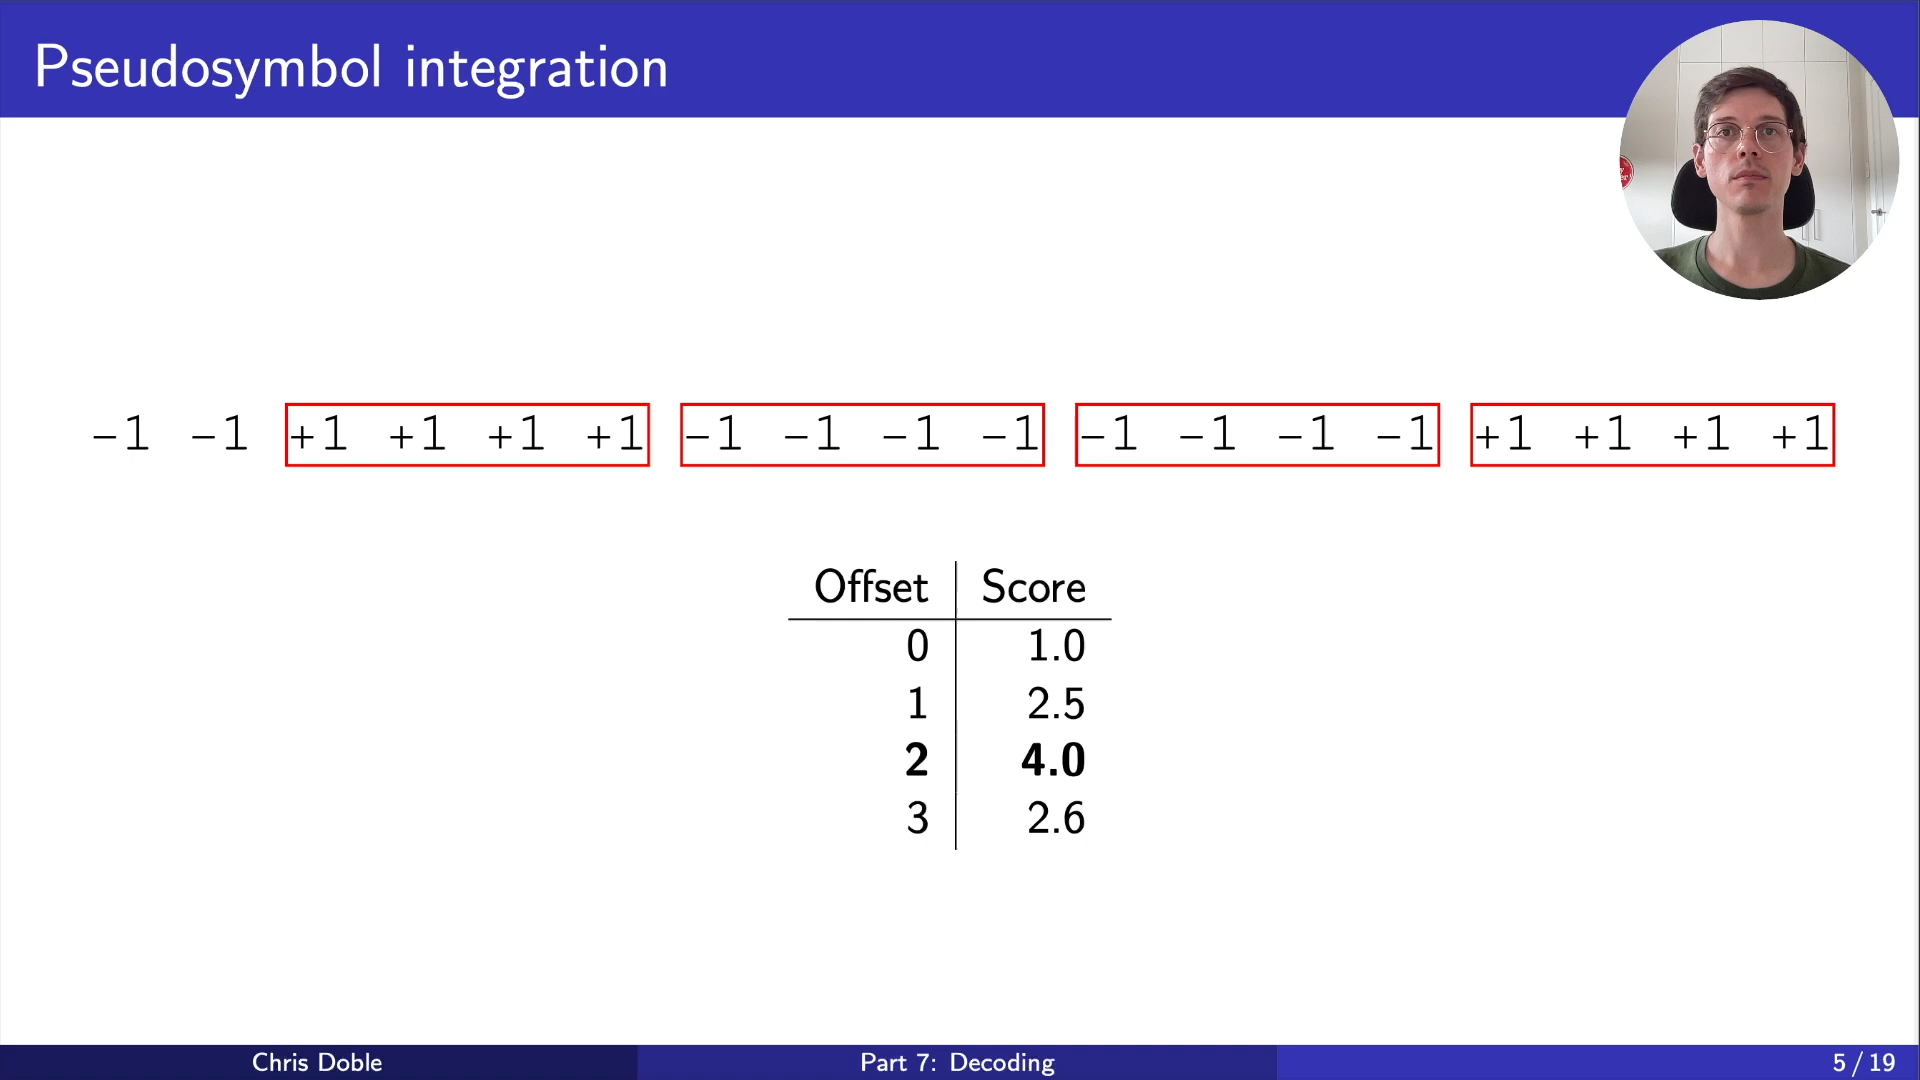 Pseudosymbol integration
-1 -1 +1 +1 +1 +1 -1 -1 -1 -1 -1 -1 -1 -1 +1 +1 +1 +1
Offset Score
0 1.0
1 2.5
2 4.0
3 2.6
Chris Doble Part 7: Decoding 5 / 19